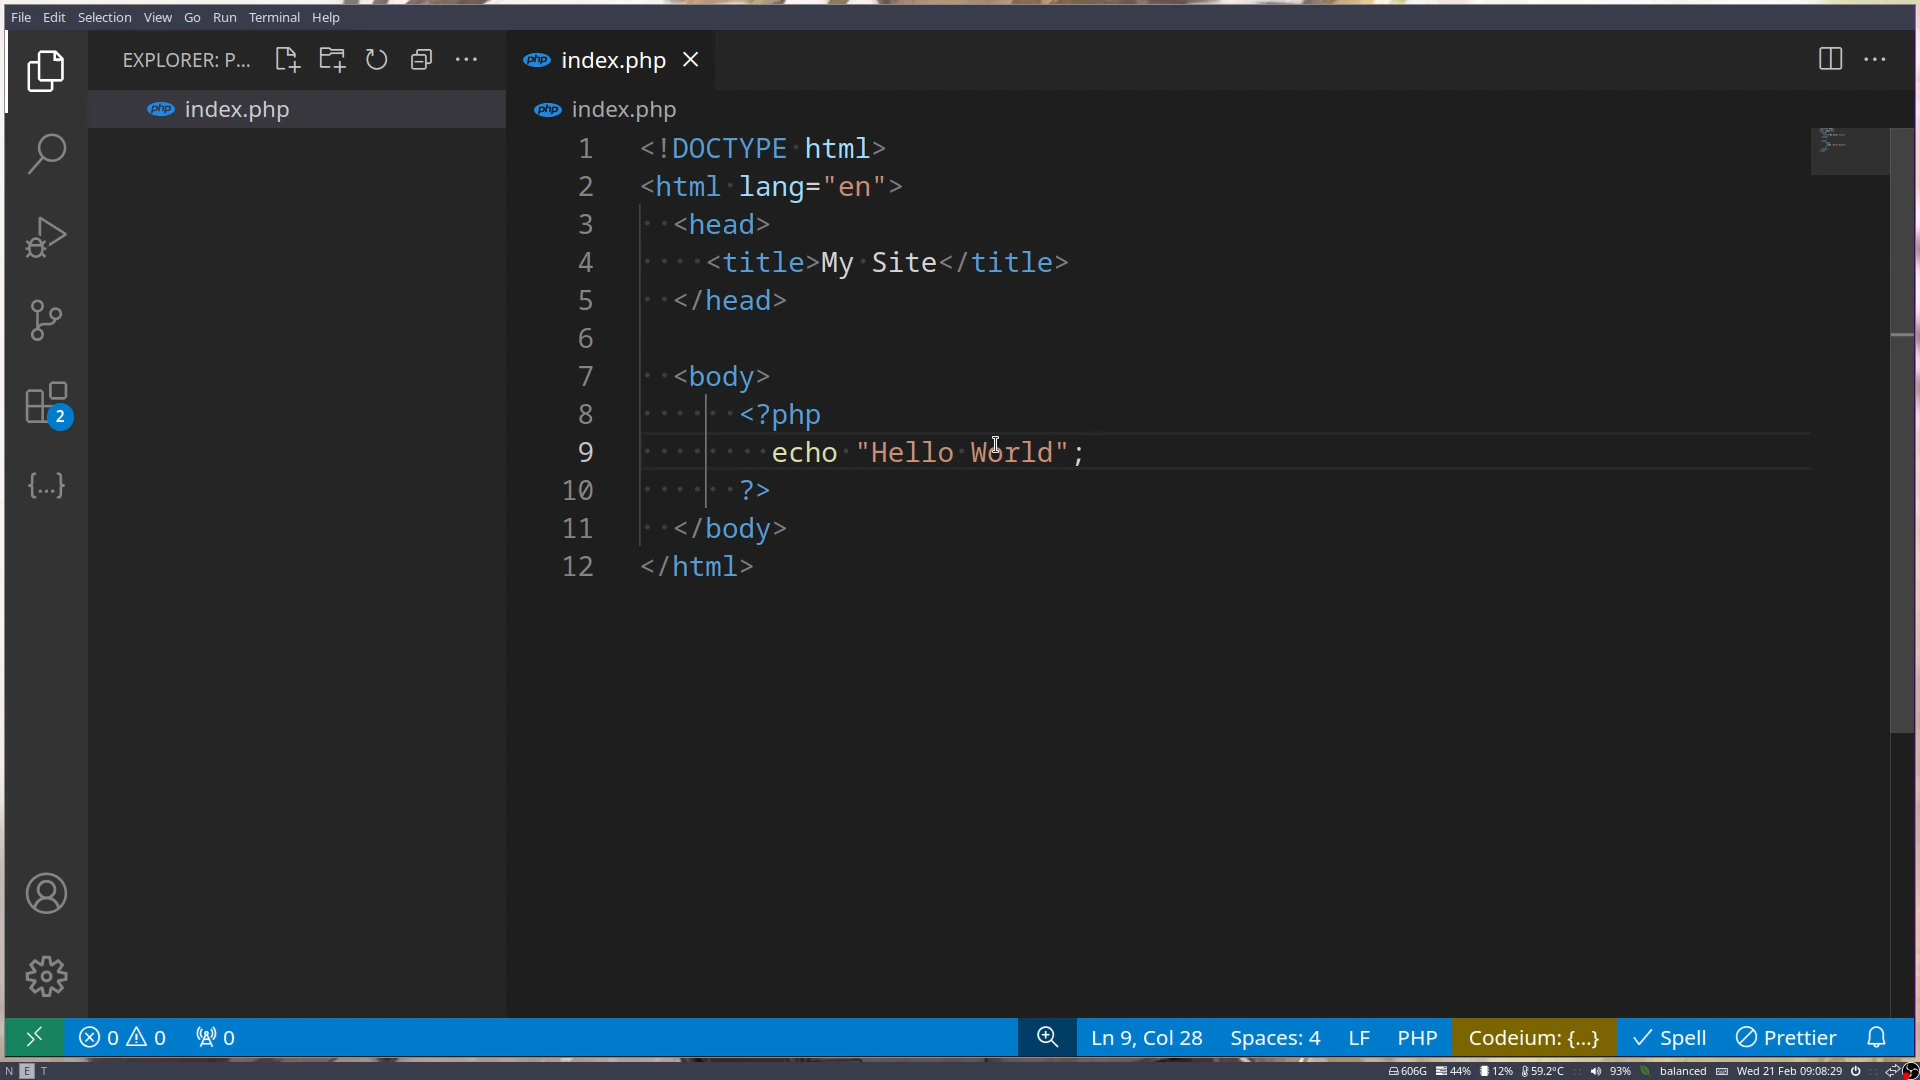 File Edit Selection View Go Run Terminal Help
EXPLORER: P...
php index.php
php index.php
php index.php
1 <!DOCTYPE html>
2 <html lang="en">
3 <head>
4 <title>My Site</title>
5 </head>
6
7 <body>
8 <?php
9 echo "Hello World";
10 ?>
11 </body>
12 </html>
2
{...}
0 0 0
Ln 9, Col 28 Spaces: 4 LF PHP Codeium: {...} Spell Prettier
N E T
606G 44% 12% 59.2°C 93% balanced Wed 21 Feb 09:08:29